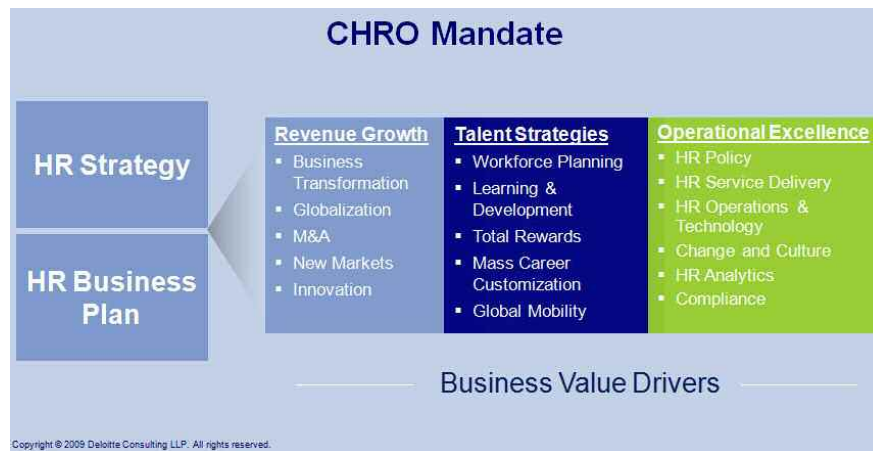 CHRO Mandate
HR Strategy
HR Business
Plan
Revenue Growth
▪ Business
Transformation
▪ Globalization
▪ M&A
▪ New Markets
▪ Innovation
Talent Strategies
▪ Workforce Planning
▪ Learning &
Development
▪ Total Rewards
▪ Mass Career
Customization
▪ Global Mobility
Operational Excellence
▪ HR Policy
▪ HR Service Delivery
▪ HR Operations &
Technology
▪ Change and Culture
▪ HR Analytics
▪ Compliance
Business Value Drivers
Copyright © 2009 Deloitte Consulting LLP. All rights reserved.